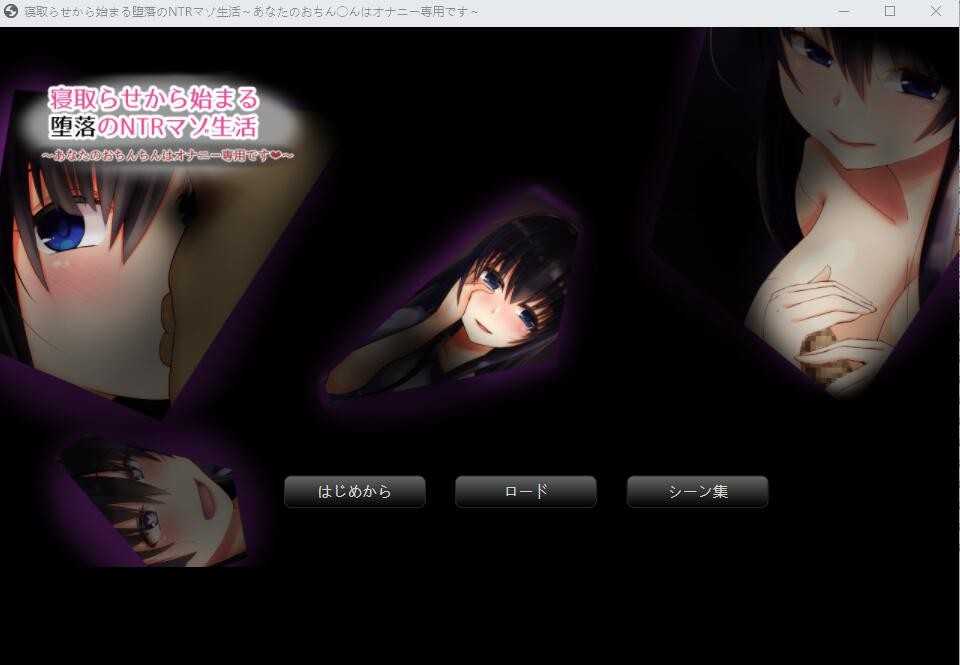 寝取らせから始まる堕落のNTRマゾ生活～あなたのおちん〇んはオナニー専用です～
寝取らせから始まる
堕落のNTRマゾ生活
～あなたのおちんちんはオナニー専用です❤～
はじめから
ロード
シーン集